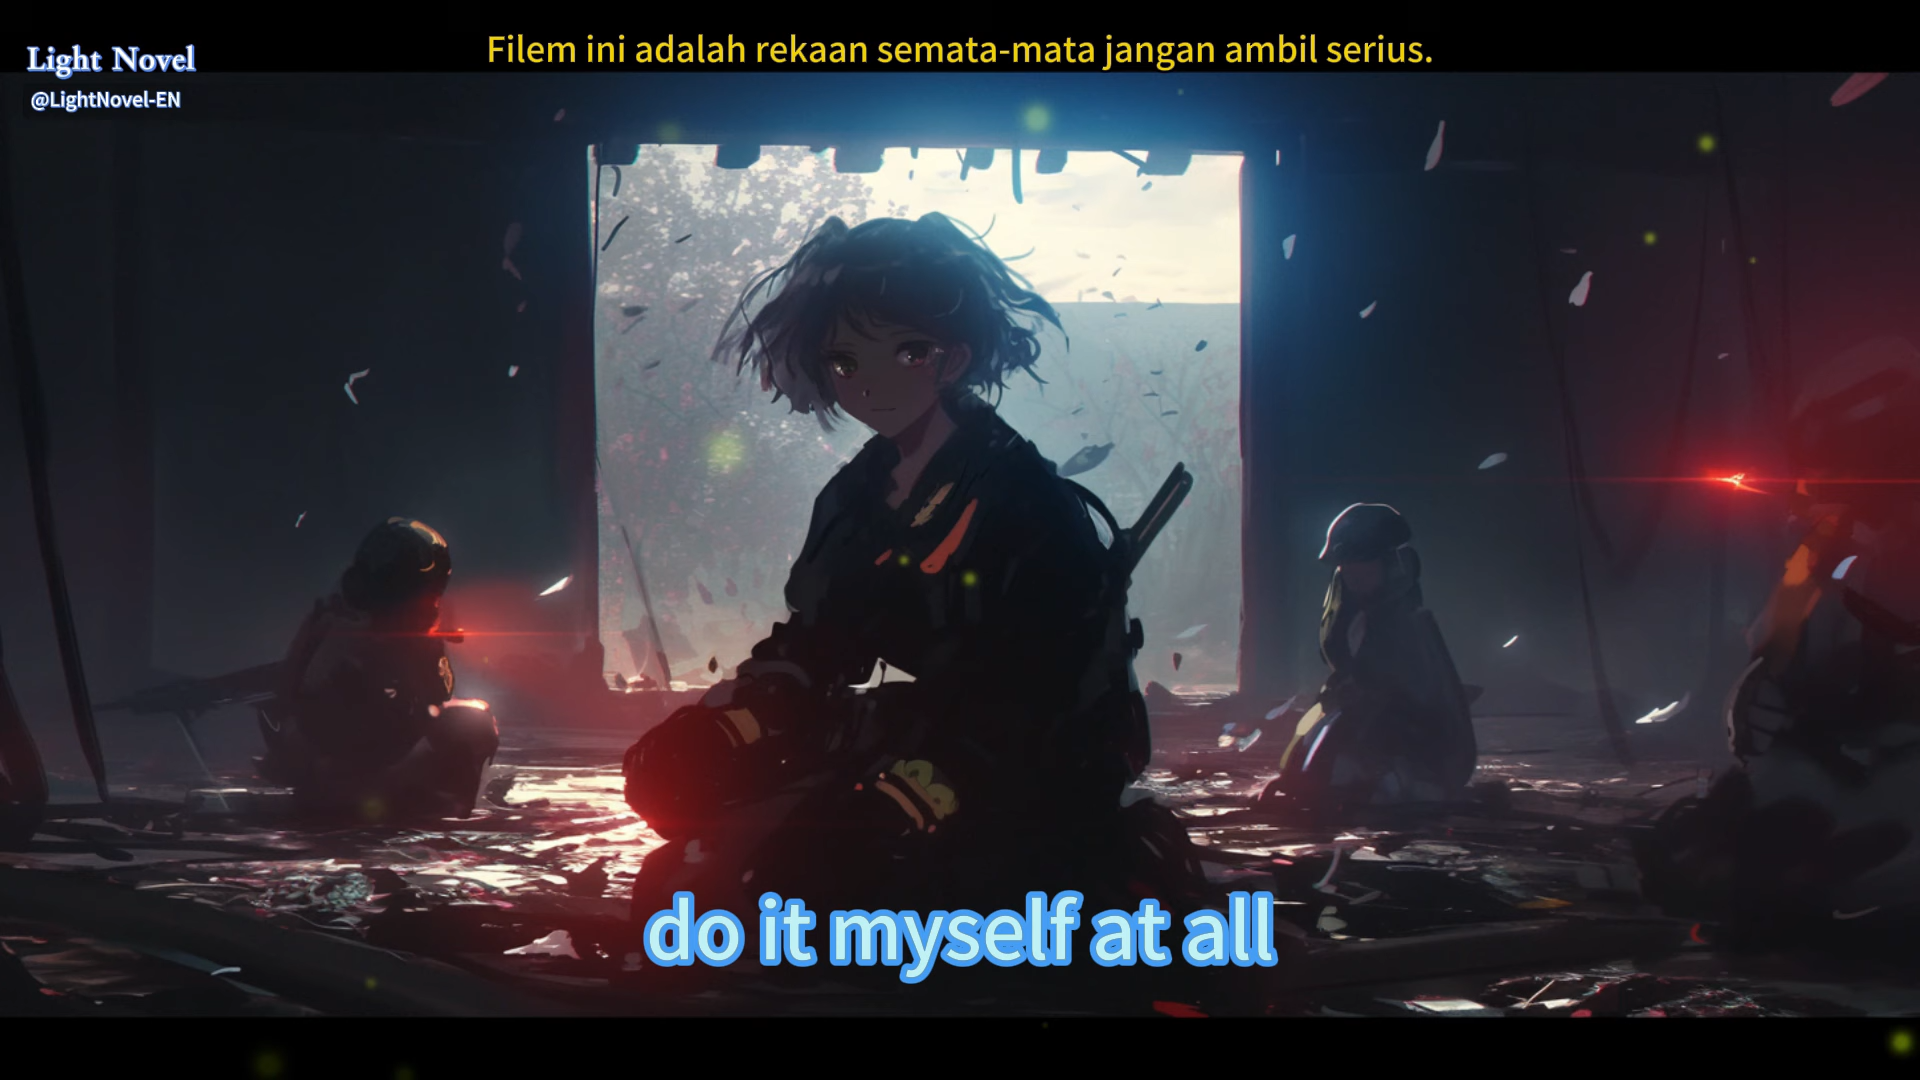 Filem ini adalah rekaan semata-mata jangan ambil serius.
Light Novel
@LightNovel-EN
do it myself at all